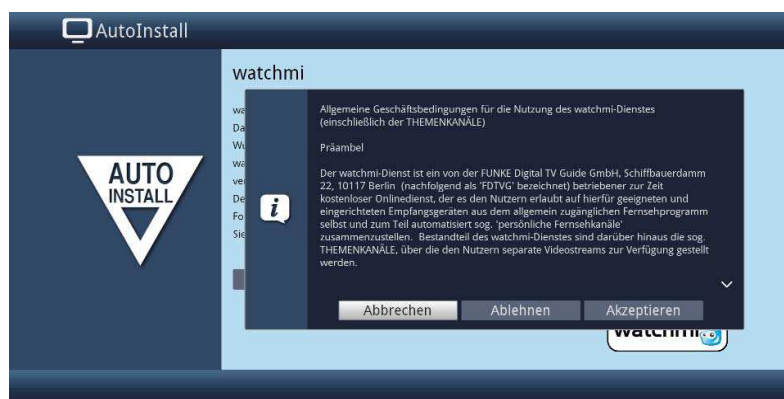 AutoInstall
watchmi
AUTO
INSTALL
Allgemeine Geschäftsbedingungen für die Nutzung des watchmi-Dienstes
(einschließlich der THEMENKANÄLE)
Präambel
Der watchmi-Dienst ist ein von der FUNKE Digital TV Guide GmbH, Schiffbauerdamm
22, 10117 Berlin (nachfolgend als 'FDTVG' bezeichnet) betriebener zur Zeit
kostenloser Onlinedienst, der es den Nutzern erlaubt auf hierfür geeigneten und
eingerichteten Empfangsgeräten aus dem allgemein zugänglichen Fernsehprogramm
selbst und zum Teil automatisiert sog. 'persönliche Fernsehkanäle'
zusammenzustellen. Bestandteil des watchmi-Dienstes sind darüber hinaus die sog.
THEMENKANÄLE, über die den Nutzern separate Videostreams zur Verfügung gestellt
werden.
Abbrechen Ablehnen Akzeptieren
watchmi